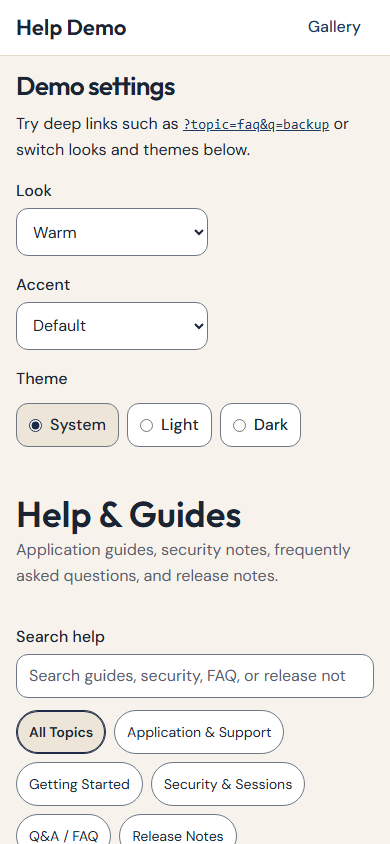 Help Demo
Gallery
Demo settings
Try deep links such as ?topic=faq&q=backup or
switch looks and themes below.
Look
Warm
Accent
Default
Theme
System
Light
Dark
Help & Guides
Application guides, security notes, frequently
asked questions, and release notes.
Search help
Search guides, security, FAQ, or release not
All Topics
Application & Support
Getting Started
Security & Sessions
Q&A / FAQ
Release Notes